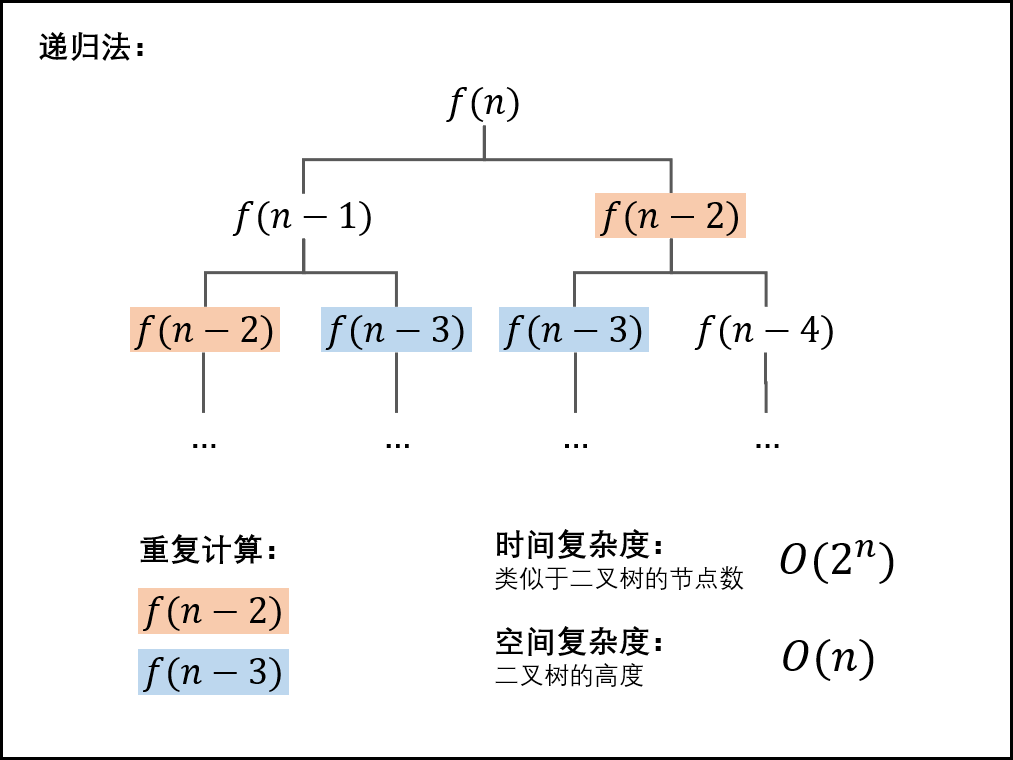 递归法：
f(n)
f(n − 1) f(n − 2)
f(n − 2) f(n − 3) f(n − 3) f(n − 4)
... ... ... ...
重复计算：
f(n − 2)
f(n − 3)
时间复杂度：
类似于二叉树的节点数
O(2ⁿ)
空间复杂度：
二叉树的高度
O(n)